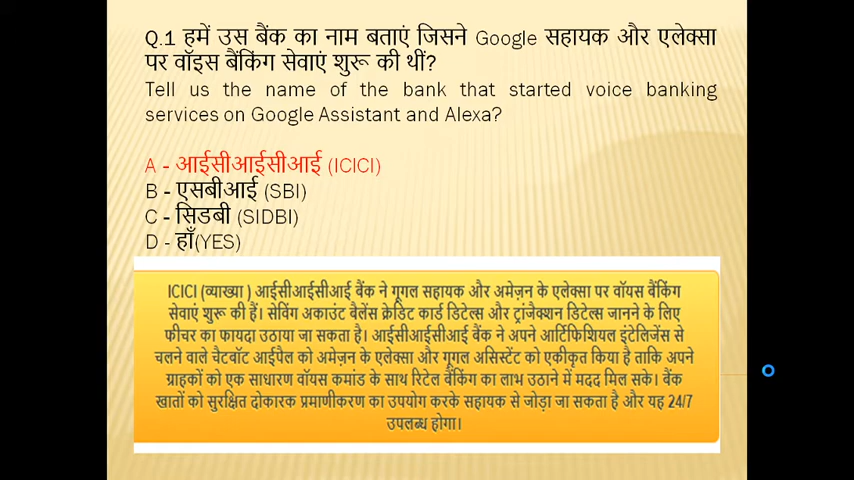 Q.1 हमें उस बैंक का नाम बताएं जिसने Google सहायक और एलेक्सा
पर वॉइस बैंकिंग सेवाएं शुरू की थीं?
Tell us the name of the bank that started voice banking
services on Google Assistant and Alexa?
A - आईसीआईसीआई (ICICI)
B - एसबीआई (SBI)
C - सिडबी (SIDBI)
D - हाँ(YES)
ICICI (व्याख्या ) आईसीआईसीआई बैंक ने गूगल सहायक और अमेज़न के एलेक्सा पर वॉयस बैंकिंग
सेवाएं शुरू की हैं। सेविंग अकाउंट बैलेंस क्रेडिट कार्ड डिटेल्स और ट्रांजैक्शन डिटेल्स जानने के लिए
फीचर का फायदा उठाया जा सकता है। आईसीआईसीआई बैंक ने अपने आर्टिफिशियल इंटेलिजेंस से
चलने वाले चैटबॉट आईपैल को अमेज़न के एलेक्सा और गूगल असिस्टेंट को एकीकृत किया है ताकि अपने
ग्राहकों को एक साधारण वॉयस कमांड के साथ रिटेल बैंकिंग का लाभ उठाने में मदद मिल सके। बैंक
खातों को सुरक्षित दोकारक प्रमाणीकरण का उपयोग करके सहायक से जोड़ा जा सकता है और यह 24/7
उपलब्ध होगा।